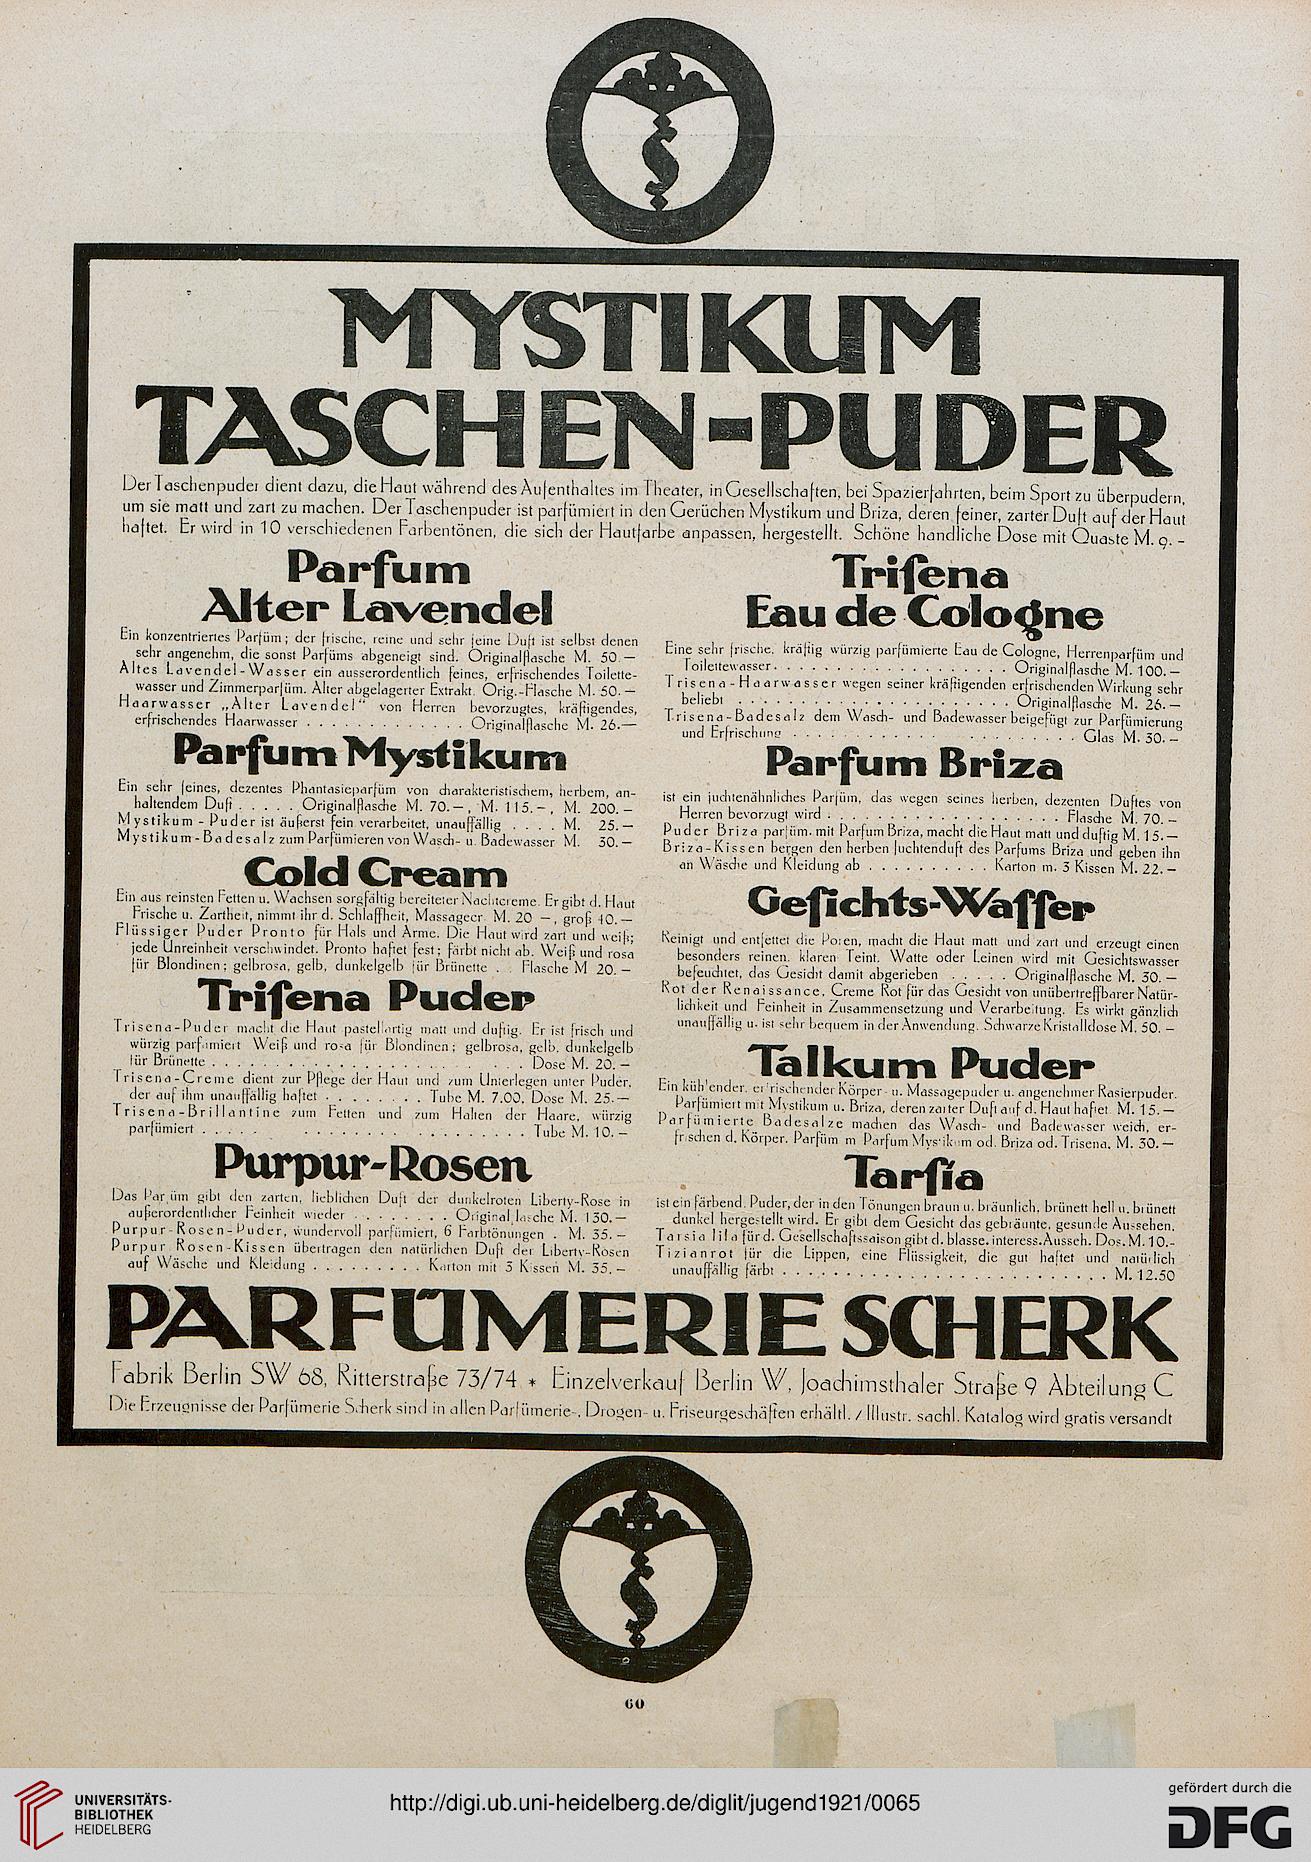 MYSTIKUM
TASCHEN-PUDER
Der Taschenpuder dient dazu, die Haut während des Aufenthaltes im Theater, in Gesellschaften, bei Spazierfahrten, beim Sport zu überpudern,
um sie matt und zart zu machen. Der Taschenpuder ist parfümiert in den Gerüchen Mystikum und Briza, deren feiner, zarter Duft auf der Haut
haftet. Er wird in 10 verschiedenen Farbentönen, die sich der Hautfarbe anpassen, hergestellt. Schöne handliche Dose mit Quaste M. 9. -
Parfum
Alter Lavendel
Ein konzentriertes Parfüm; der frische, reine und sehr feine Duft ist selbst denen
sehr angenehm, die sonst Parfüms abgeneigt sind. Originalflasche M. 50. —
Altes Lavendel-Wasser ein ausserordentlich feines, erfrischendes Toilette-
wasser und Zimmerparfüm. Alter abgelagerter Extrakt. Orig.-Flasche M. 50. —
Haarwasser „Alter Lavendel“ von Herren bevorzugtes, kräftigendes,
erfrischendes Haarwasser . . . . . . . . . . . . Originalflasche M. 26.—
Parfum Mystikum
Ein sehr feines, dezentes Phantasieparfüm von charakteristischem, herbem, an-
haltendem Duft . . . . . Originalflasche M. 70. —, M. 115. —, M. 200. —
Mystikum - Puder ist äußerst fein verarbeitet, unauffällig . . . . M. 25. —
Mystikum-Badesalz zum Parfümieren von Wasch- u. Badewasser M. 30. —
Cold Cream
Ein aus reinsten Fetten u. Wachsen sorgfältig bereiteter Nachtcreme. Er gibt d. Haut
Frische u. Zartheit, nimmt ihr d. Schlaffheit, Massagecr. M. 20 —, groß 40. —
Flüssiger Puder Pronto für Hals und Arme. Die Haut wird zart und weiß;
jede Unreinheit verschwindet. Pronto haftet fest; färbt nicht ab. Weiß und rosa
für Blondinen; gelbrosa, gelb, dunkelgelb für Brünette . . Flasche M 20. —
Trisena Puder
Trisena-Puder macht die Haut pastellartig matt und duftig. Er ist frisch und
würzig parfümiert Weiß und rosa für Blondinen; gelbrosa, gelb, dunkelgelb
für Brünette . . . . . . . . . . . . . . . . . . . . . . . Dose M. 20. —
Trisena-Creme dient zur Pflege der Haut und zum Unterlegen unter Puder,
der auf ihm unauffällig haftet . . . . . . . . Tube M. 7.00, Dose M. 25.—
Trisena-Brillantine zum Fetten und zum Halten der Haare, würzig
parfümiert . . . . . . . . . . . . . . . . . . . . . . . Tube M. 10. —
Purpur-Rosen
Das Parfüm gibt den zarten, lieblichen Duft der dunkelroten Liberty-Rose in
außerordentlicher Feinheit wieder . . . . . . . . Originalflasche M. 130.—
Purpur-Rosen-Puder, wundervoll parfümiert, 6 Farbtönungen . M. 35. —
Purpur Rosen-Kissen übertragen den natürlichen Duft der Liberty-Rosen
auf Wäsche und Kleidung . . . . . . . . . Karton mit 3 Kissen M. 35. —
Trisena
Eau de Cologne
Eine sehr frische, kräftig würzig parfümierte Eau de Cologne, Herrenparfüm und
Toilettewasser. . . . . . . . . . . . . . . . . . . Originalflasche M. 100. —
Trisena-Haarwasser wegen seiner kräftigenden erfrischenden Wirkung sehr
beliebt . . . . . . . . . . . . . . . . . . . . . Originalflasche M. 26. —
Trisena-Badesalz dem Wasch- und Badewasser beigefügt zur Parfümierung
und Erfrischung . . . . . . . . . . . . . . . . . . . . . . Glas M. 30. —
Parfum Briza
ist ein juchtenähnliches Parfüm, das wegen seines herben, dezenten Duftes von
Herren bevorzugt wird . . . . . . . . . . . . . . . . . . Flasche M. 70. —
Puder Briza parfüm. mit Parfum Briza, macht die Haut matt und duftig M. 15. —
Briza-Kissen bergen den herben Juchtenduft des Parfums Briza und geben ihn
an Wäsche und Kleidung ab . . . . . . . . . . Karton m. 3 Kissen M. 22. —
Gesichts-Wasser
Reinigt und entfettet die Poren, macht die Haut matt und zart und erzeugt einen
besonders reinen, klaren Teint. Watte oder Leinen wird mit Gesichtswasser
befeuchtet, das Gesicht damit abgerieben . . . . . Originalflasche M. 30. —
Rot der Renaissance, Creme Rot für das Gesicht von unübertreffbarer Natür-
lichkeit und Feinheit in Zusammensetzung und Verarbeitung. Es wirkt gänzlich
unauffällig u. ist sehr bequem in der Anwendung. Schwarze Kristalldose M. 50. —
Talkum Puder
Ein kühlender, erfrischender Körper- u. Massagepuder u. angenehmer Rasierpuder.
Parfümiert mit Mystikum u. Briza, deren zarter Duft auf d. Haut haftet. M. 15. —
Parfümierte Badesalze machen das Wasch- und Badewasser weich, er-
frischen d. Körper. Parfüm m Parfum Mystikum od. Briza od. Trisena, M. 30. —
Tarsia
ist ein färbend. Puder, der in den Tönungen braun u. bräunlich, brünett hell u. brünett
dunkel hergestellt wird. Er gibt dem Gesicht das gebräunte, gesunde Aussehen.
Tarsia lila für d. Gesellschaftssaison gibt d. blasse, interess. Ausseh. Dos. M. 10.-
Tizianrot für die Lippen, eine Flüssigkeit, die gut haftet und natürlich
unauffällig färbt . . . . . . . . . . . . . . . . . . . . . . . . . M. 12.50
PARFÜMERIE SCHERK
Fabrik Berlin SW 68, Ritterstraße 73/74 * Einzelverkauf Berlin W, Joachimsthaler Straße 9 Abteilung C
Die Erzeugnisse der Parfümerie Scherk sind in allen Parfümerie-, Drogen- u. Friseurgeschäften erhältl. / Illustr. sachl. Katalog wird gratis versandt
60
UNIVERSITÄTS-
BIBLIOTHEK
HEIDELBERG
http://digi.ub.uni-heidelberg.de/diglit/jugend1921/0065
gefördert durch die
DFG